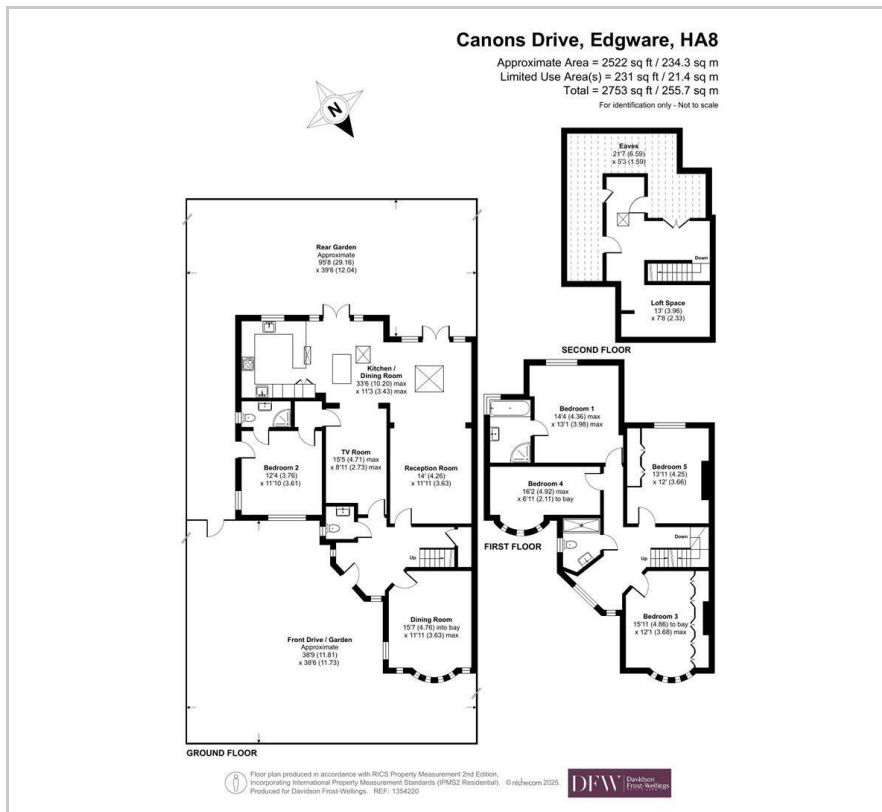 Canons Drive, Edgware, HA8
Approximate Area = 2522 sq ft / 234.3 sq m
Limited Use Area(s) = 231 sq ft / 21.4 sq m
Total = 2753 sq ft / 255.7 sq m
For identification only - Not to scale
N
Eaves
21'7 (6.59)
x 5'3 (1.59)
Down
Loft Space
13' (3.96)
x 7'8 (2.33)
SECOND FLOOR
Rear Garden
Approximate
95'8 (29.16)
x 39'6 (12.04)
Kitchen /
Dining Room
33'6 (10.20) max
x 11'3 (3.43) max
TV Room
15'5 (4.71) max
x 8'11 (2.73) max
Bedroom 2
12'4 (3.76)
x 11'10 (3.61)
Reception Room
14' (4.26)
x 11'11 (3.63)
Up
Dining Room
15'7 (4.76) into bay
x 11'11 (3.63) max
Front Drive / Garden
Approximate
38'9 (11.81)
x 38'6 (11.73)
GROUND FLOOR
Bedroom 1
14'4 (4.36) max
x 13'1 (3.98) max
Bedroom 5
13'11 (4.25)
x 12' (3.66)
Bedroom 4
16'2 (4.92) max
x 6'11 (2.11) to bay
FIRST FLOOR
Down
Up
Bedroom 3
15'11 (4.86) to bay
x 12'1 (3.68) max
Floor plan produced in accordance with RICS Property Measurement 2nd Edition.
Incorporating International Property Measurement Standards (IPMS2 Residential). © nichecom 2025.
Produced for Davidson Frost-Wellings. REF: 1354220
DFW Davidson
Frost-Wellings